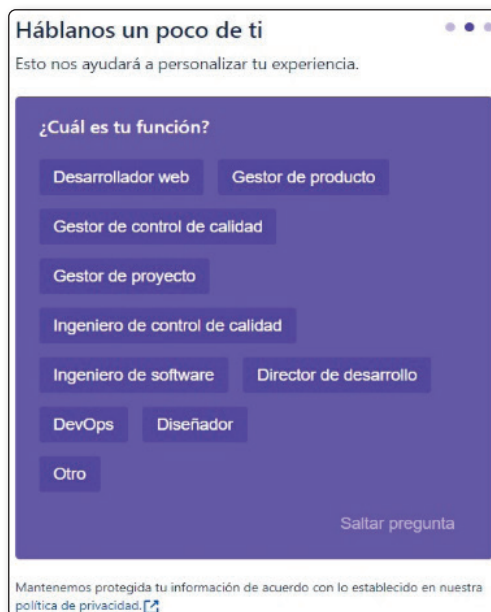 Háblanos un poco de ti
Esto nos ayudará a personalizar tu experiencia.
¿Cuál es tu función?
Desarrollador web Gestor de producto
Gestor de control de calidad
Gestor de proyecto
Ingeniero de control de calidad
Ingeniero de software Director de desarrollo
DevOps Diseñador
Otro
Saltar pregunta
Mantenemos protegida tu información de acuerdo con lo establecido en nuestra
política de privacidad.